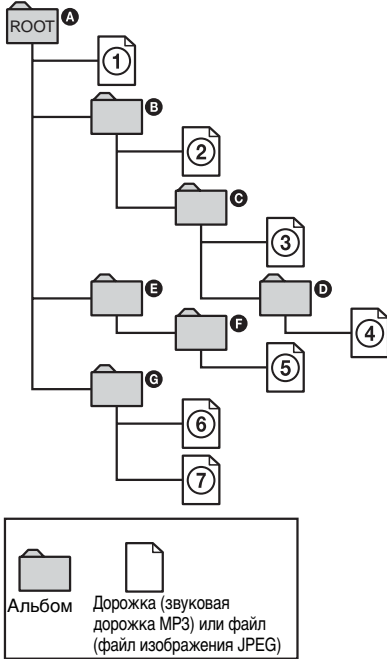 ROOT A
1
B
2
C
3
E
D
F
4
5
G
6
7
Альбом
Дорожка (звуковая
дорожка MP3) или файл
(файл изображения JPEG)